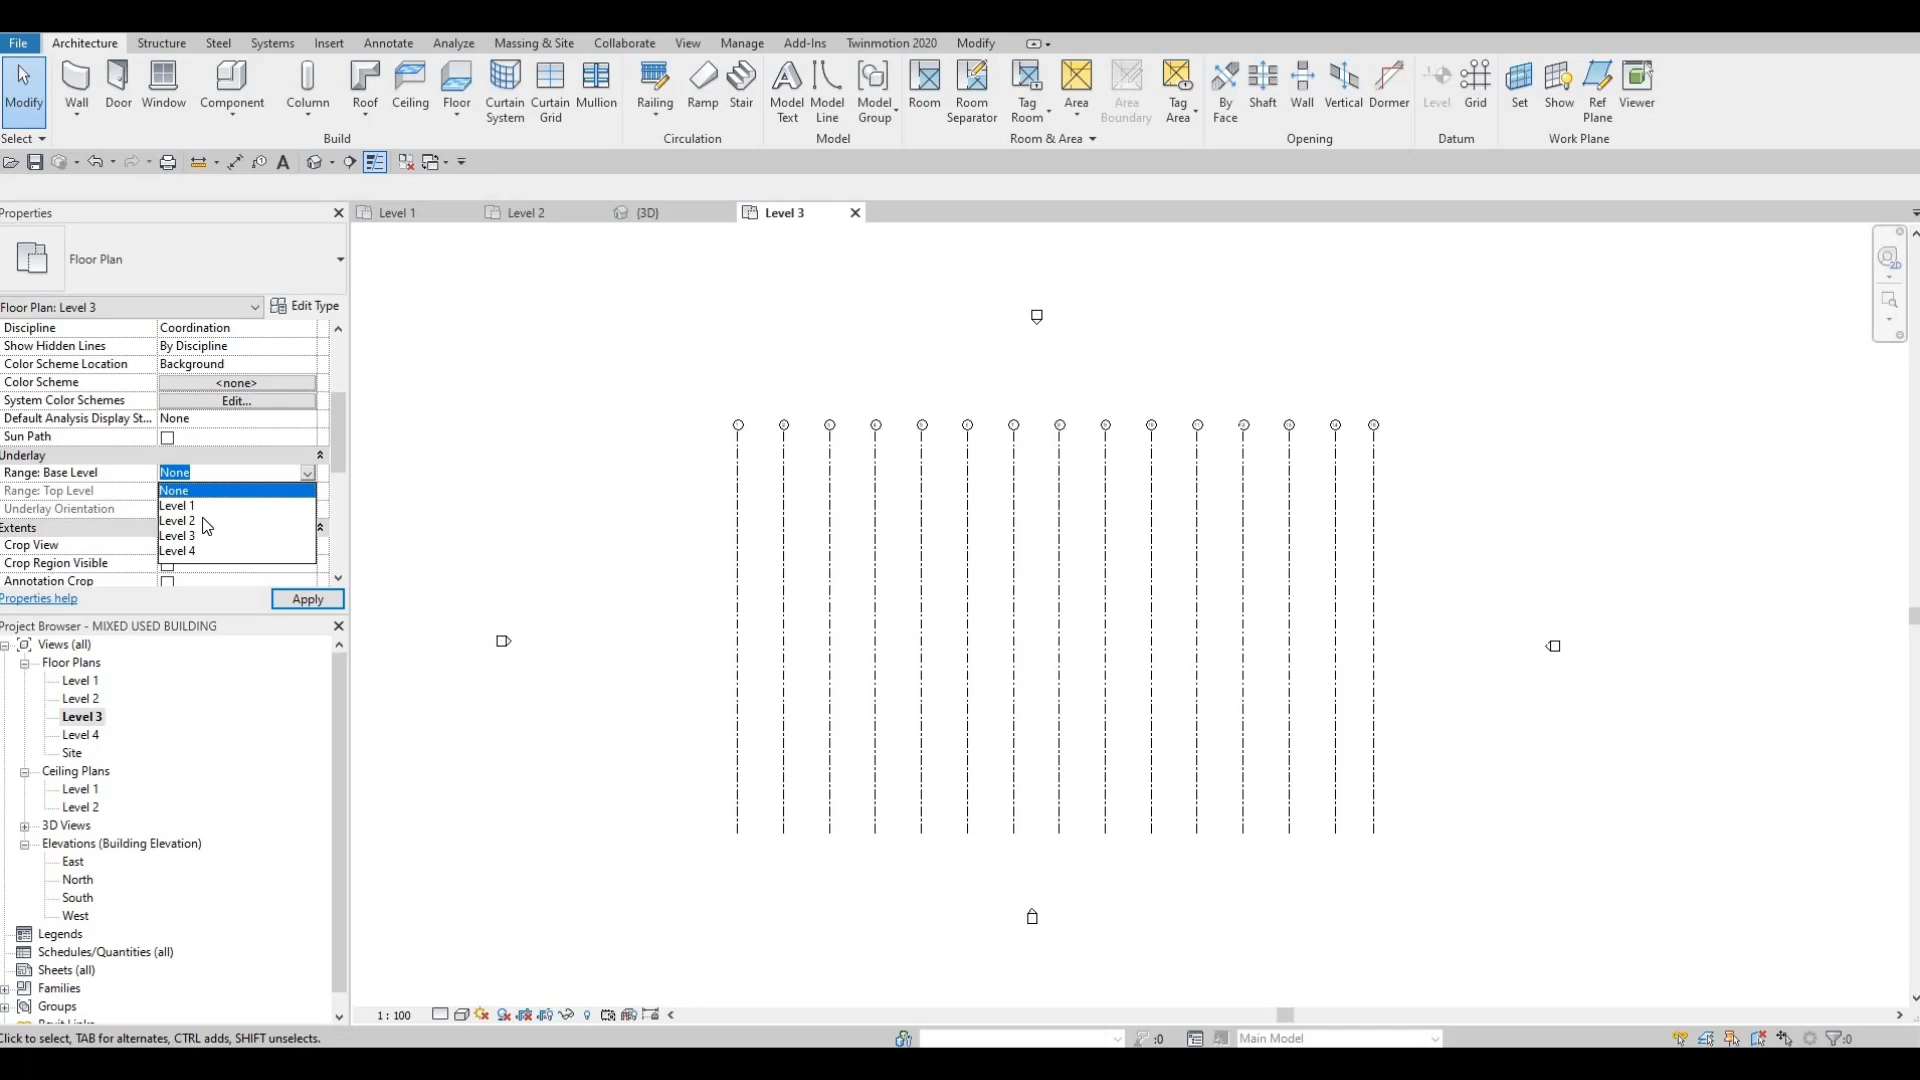 File Architecture Structure Steel Systems Insert Annotate Analyze Massing & Site Collaborate View Manage Add-Ins Twinmotion 2020 Modify
Modify Wall Door Window Component Column Roof Ceiling Floor Curtain System Curtain Grid Mullion Railing Ramp Stair Model Text Model Line Model Group Room Room Separator Tag Room Area Area Boundary Tag Area By Face Shaft Wall Vertical Dormer Level Grid Set Show Ref Plane Viewer
Select Build Circulation Model Room & Area Opening Datum Work Plane
Properties
Level 1 Level 2 {3D} Level 3
Floor Plan
Floor Plan: Level 3 Edit Type
Discipline Coordination
Show Hidden Lines By Discipline
Color Scheme Location Background
Color Scheme <none>
System Color Schemes Edit...
Default Analysis Display St... None
Sun Path
Underlay
Range: Base Level None
Range: Top Level None
Underlay Orientation Level 1
Extents Level 2
Level 3
Crop View Level 4
Crop Region Visible
Annotation Crop
Properties help Apply
Project Browser - MIXED USED BUILDING
Views (all)
Floor Plans
Level 1
Level 2
Level 3
Level 4
Site
Ceiling Plans
Level 1
Level 2
3D Views
Elevations (Building Elevation)
East
North
South
West
Legends
Schedules/Quantities (all)
Sheets (all)
Families
Groups
Revit Links
1 : 100
Click to select, TAB for alternates, CTRL adds, SHIFT unselects. :0 Main Model :0